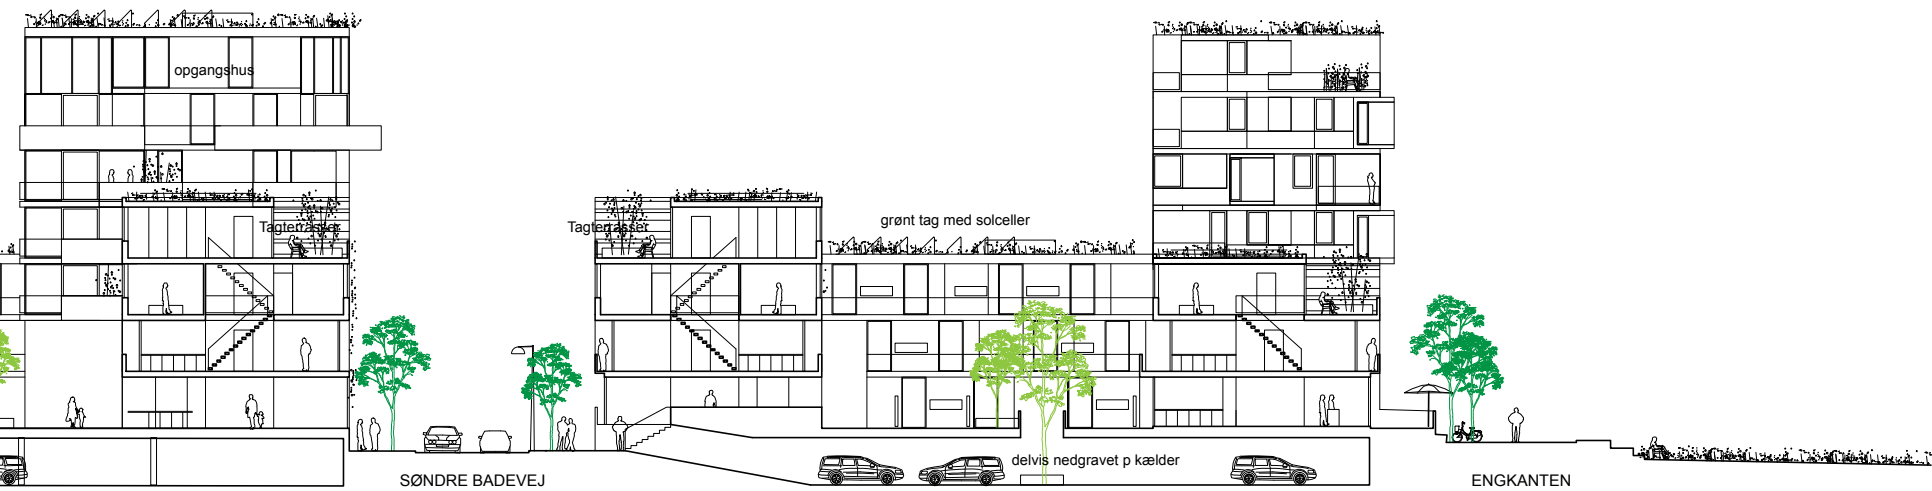 opgangshus
Tagterrasser
Tagterrasser
grønt tag med solceller
delvis nedgravet p kælder
SØNDRE BADEVEJ
ENGKANTEN